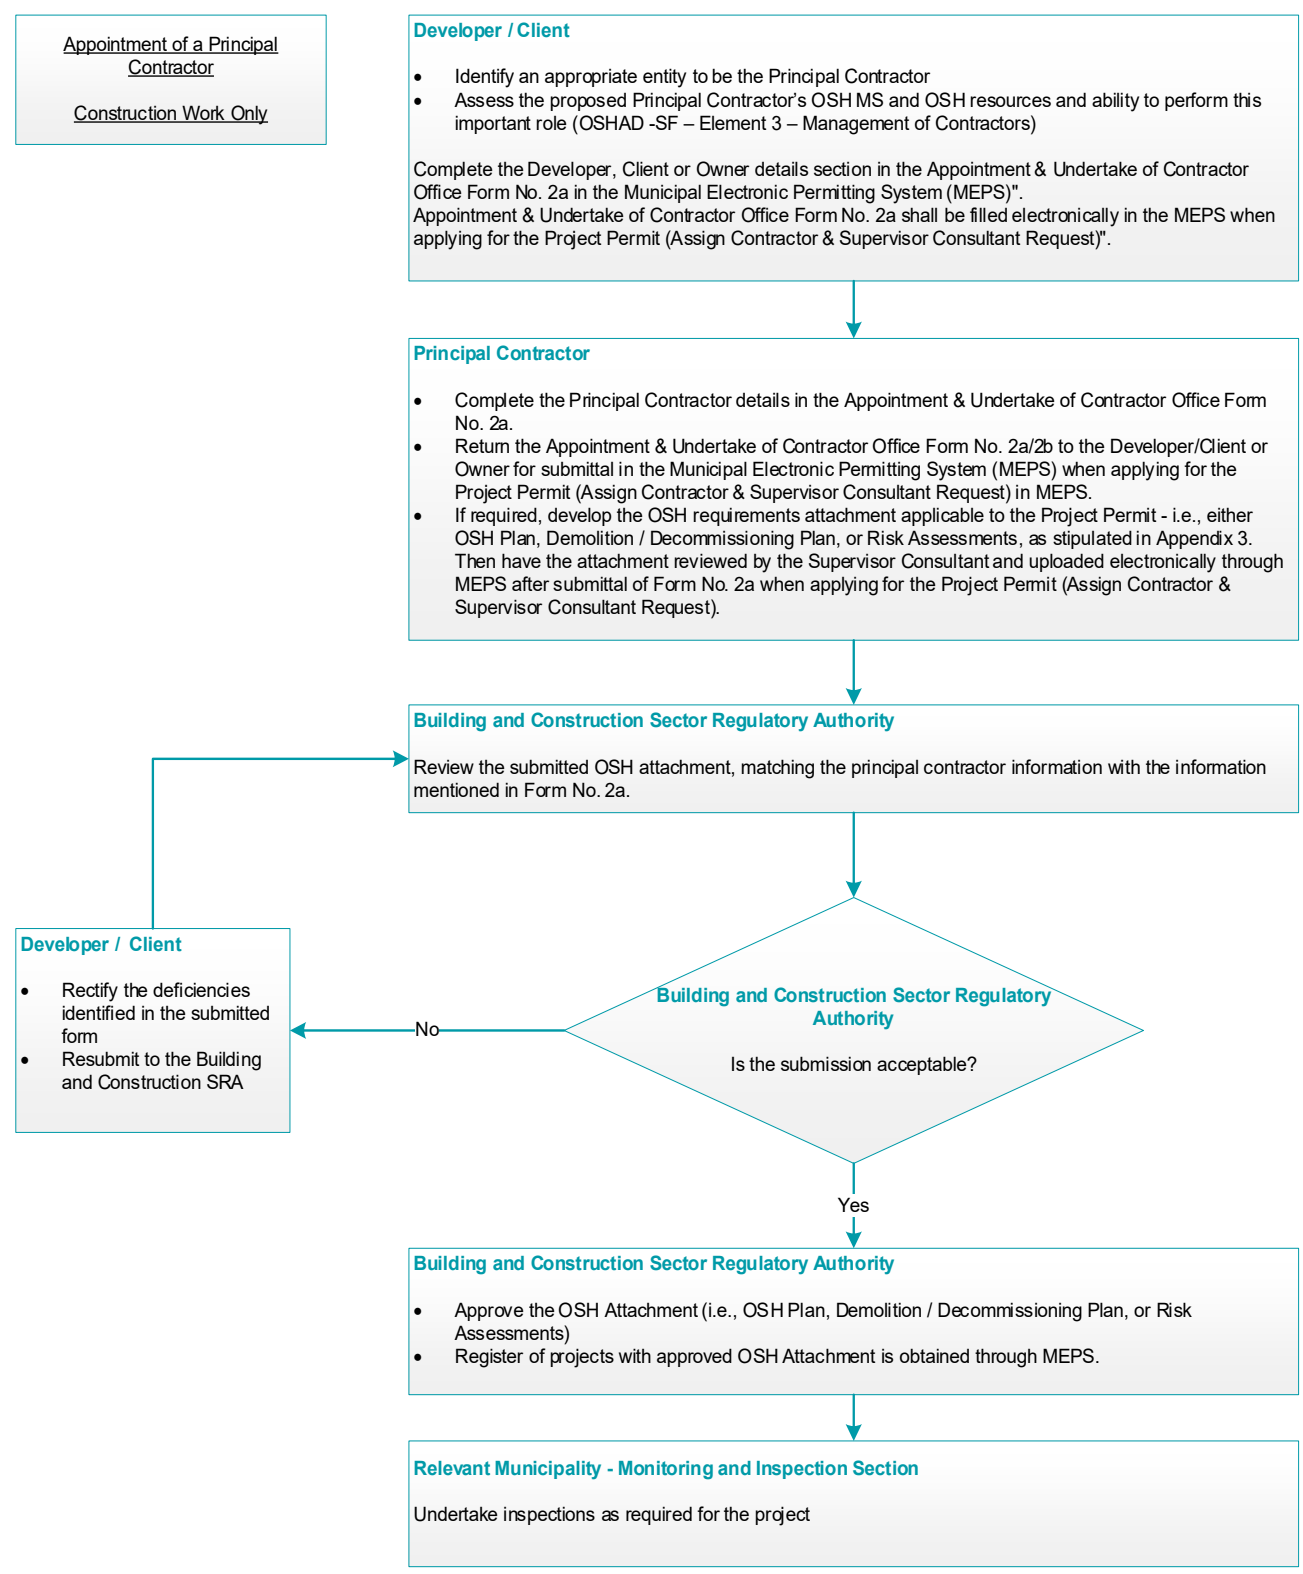 Appointment of a Principal
Contractor
Construction Work Only
Developer / Client
• Identify an appropriate entity to be the Principal Contractor
• Assess the proposed Principal Contractor's OSH MS and OSH resources and ability to perform this
important role (OSHAD -SF – Element 3 – Management of Contractors)
Complete the Developer, Client or Owner details section in the Appointment & Undertake of Contractor
Office Form No. 2a in the Municipal Electronic Permitting System (MEPS)".
Appointment & Undertake of Contractor Office Form No. 2a shall be filled electronically in the MEPS when
applying for the Project Permit (Assign Contractor & Supervisor Consultant Request)".
Principal Contractor
• Complete the Principal Contractor details in the Appointment & Undertake of Contractor Office Form
No. 2a.
• Return the Appointment & Undertake of Contractor Office Form No. 2a/2b to the Developer/Client or
Owner for submittal in the Municipal Electronic Permitting System (MEPS) when applying for the
Project Permit (Assign Contractor & Supervisor Consultant Request) in MEPS.
• If required, develop the OSH requirements attachment applicable to the Project Permit - i.e., either
OSH Plan, Demolition / Decommissioning Plan, or Risk Assessments, as stipulated in Appendix 3.
Then have the attachment reviewed by the Supervisor Consultant and uploaded electronically through
MEPS after submittal of Form No. 2a when applying for the Project Permit (Assign Contractor &
Supervisor Consultant Request).
Building and Construction Sector Regulatory Authority
Review the submitted OSH attachment, matching the principal contractor information with the information
mentioned in Form No. 2a.
Developer / Client
• Rectify the deficiencies
identified in the submitted
form
• Resubmit to the Building
and Construction SRA
No
Building and Construction Sector Regulatory
Authority
Is the submission acceptable?
Yes
Building and Construction Sector Regulatory Authority
• Approve the OSH Attachment (i.e., OSH Plan, Demolition / Decommissioning Plan, or Risk
Assessments)
• Register of projects with approved OSH Attachment is obtained through MEPS.
Relevant Municipality - Monitoring and Inspection Section
Undertake inspections as required for the project